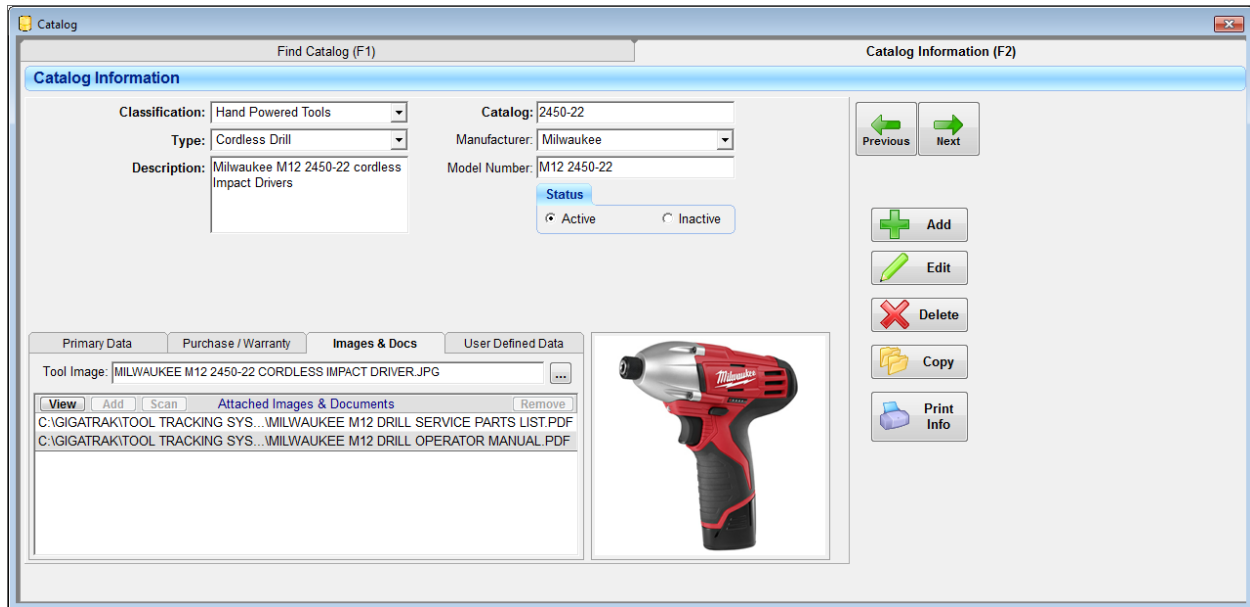 Catalog
Find Catalog (F1)
Catalog Information (F2)
Catalog Information
Classification: Hand Powered Tools
Catalog: 2450-22
Type: Cordless Drill
Manufacturer: Milwaukee
Description: Milwaukee M12 2450-22 cordless
Impact Drivers
Model Number: M12 2450-22
Status
Active
Inactive
Previous
Next
Add
Edit
Delete
Copy
Print
Info
Primary Data
Purchase / Warranty
Images & Docs
User Defined Data
Tool Image: MILWAUKEE M12 2450-22 CORDLESS IMPACT DRIVER.JPG
...
View Add Scan Attached Images & Documents Remove
C:\GIGATRAK\TOOL TRACKING SYS...\MILWAUKEE M12 DRILL SERVICE PARTS LIST.PDF
C:\GIGATRAK\TOOL TRACKING SYS...\MILWAUKEE M12 DRILL OPERATOR MANUAL.PDF
Milwaukee